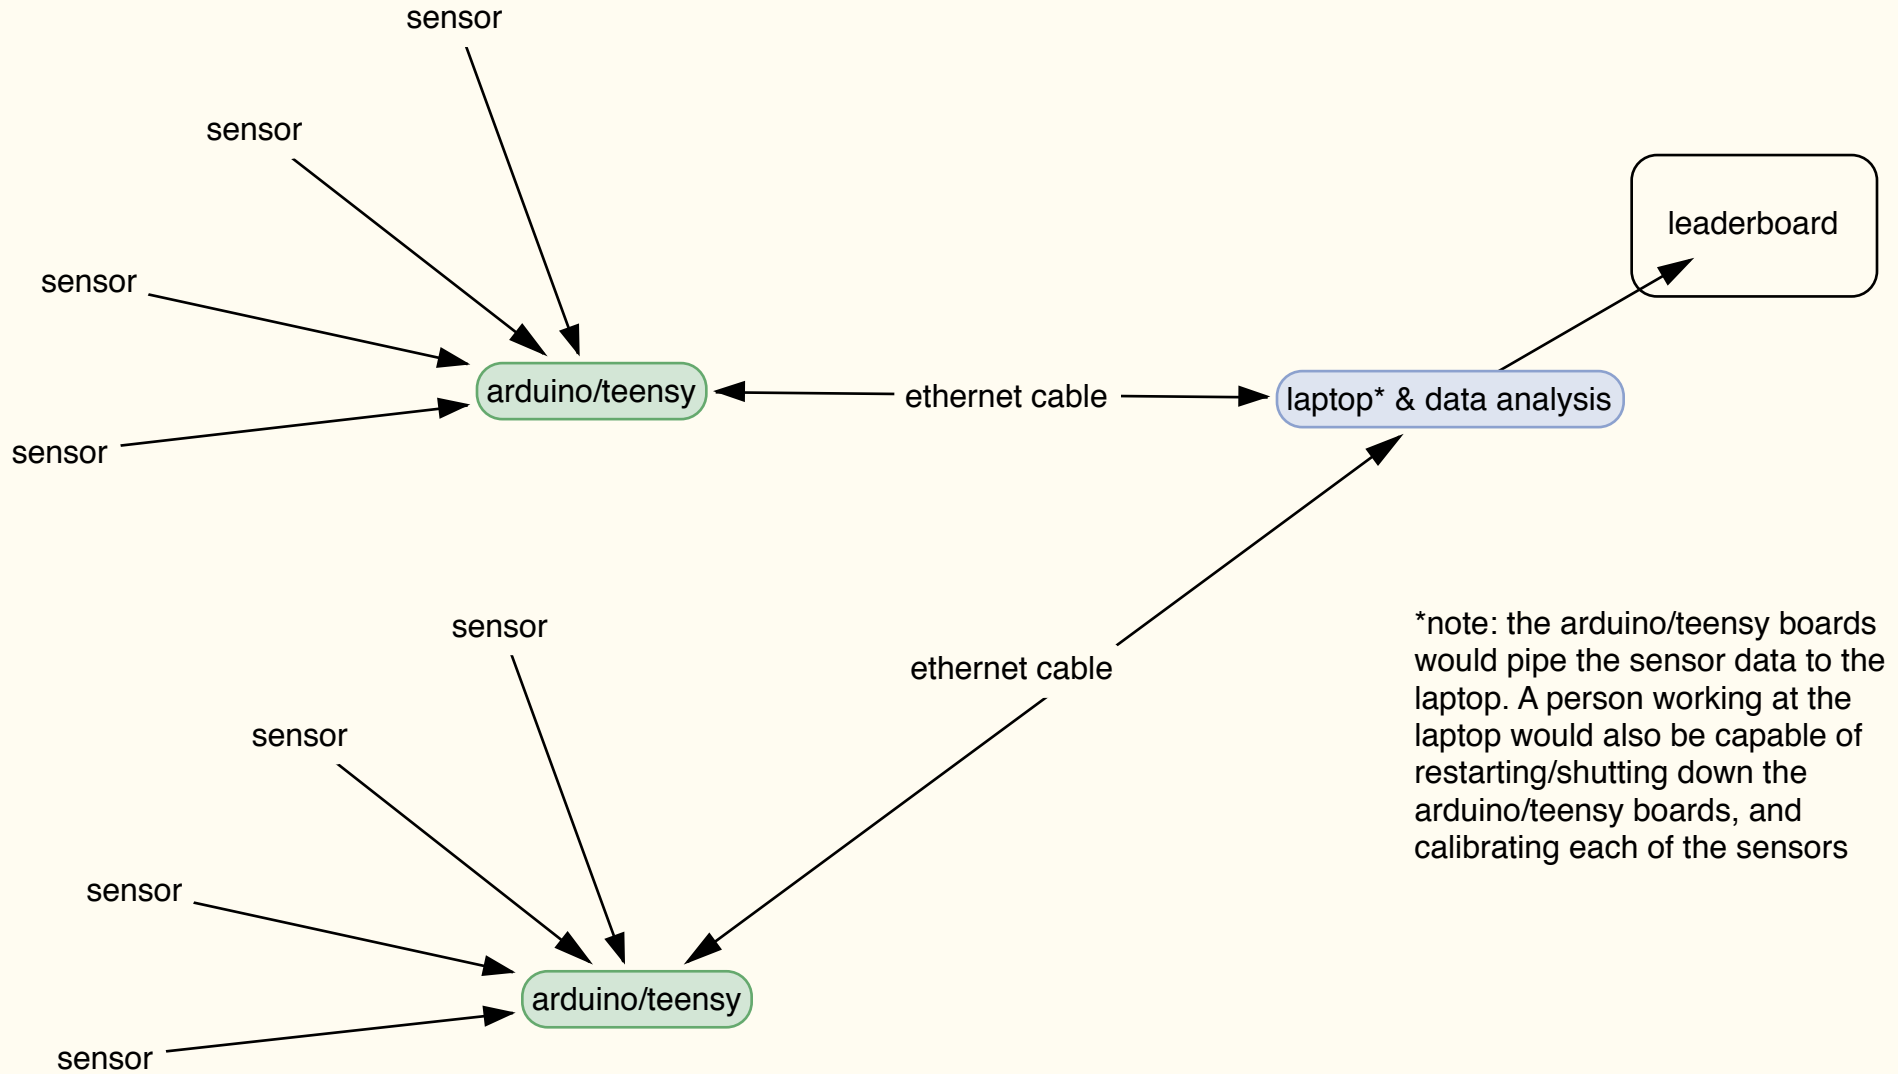 sensor
sensor
sensor
sensor
arduino/teensy
ethernet cable
laptop* & data analysis
leaderboard
sensor
sensor
sensor
sensor
arduino/teensy
ethernet cable
*note: the arduino/teensy boards
would pipe the sensor data to the
laptop. A person working at the
laptop would also be capable of
restarting/shutting down the
arduino/teensy boards, and
calibrating each of the sensors